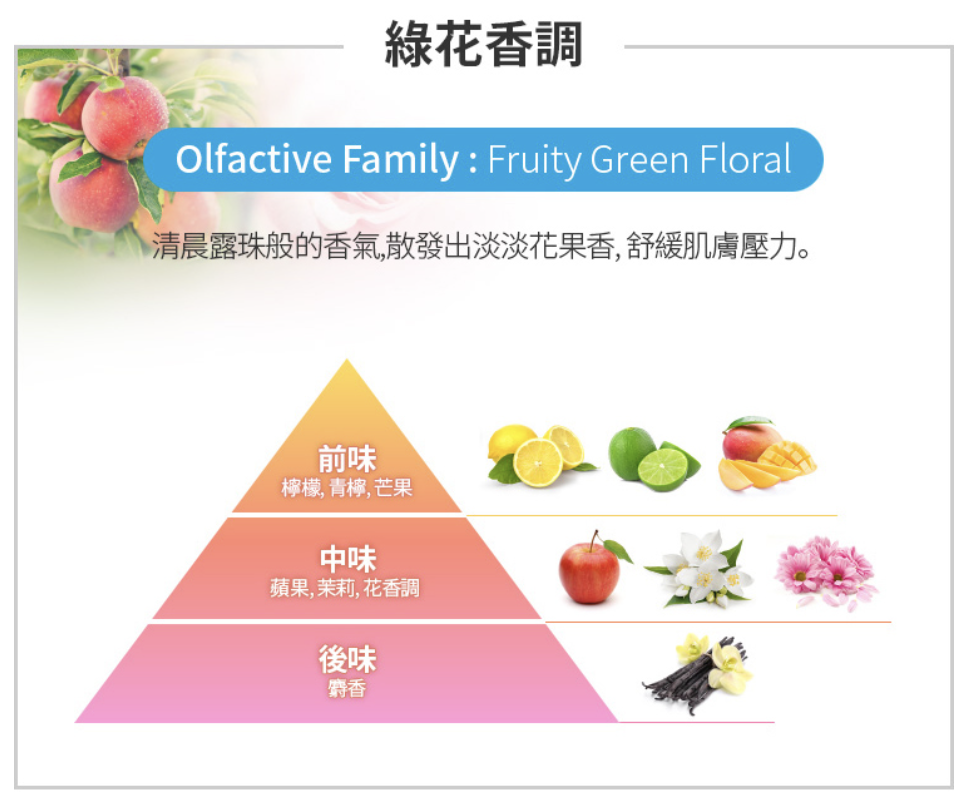 綠花香調
Olfactive Family : Fruity Green Floral
清晨露珠般的香氣,散發出淡淡花果香, 舒緩肌膚壓力。
前味
檸檬, 青檸, 芒果
中味
蘋果, 茉莉, 花香調
後味
麝香